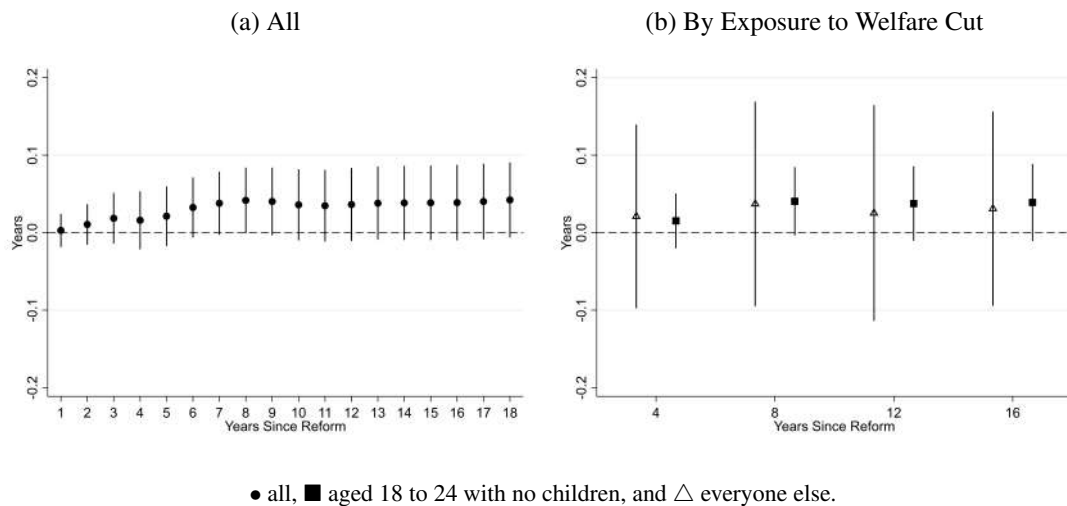 (a) All
(b) By Exposure to Welfare Cut
0.2
0.1
0.0
-0.1
-0.2
Years
1 2 3 4 5 6 7 8 9 10 11 12 13 14 15 16 17 18
Years Since Reform
0.2
0.1
0.0
-0.1
-0.2
Years
4 8 12 16
Years Since Reform
● all, ■ aged 18 to 24 with no children, and △ everyone else.